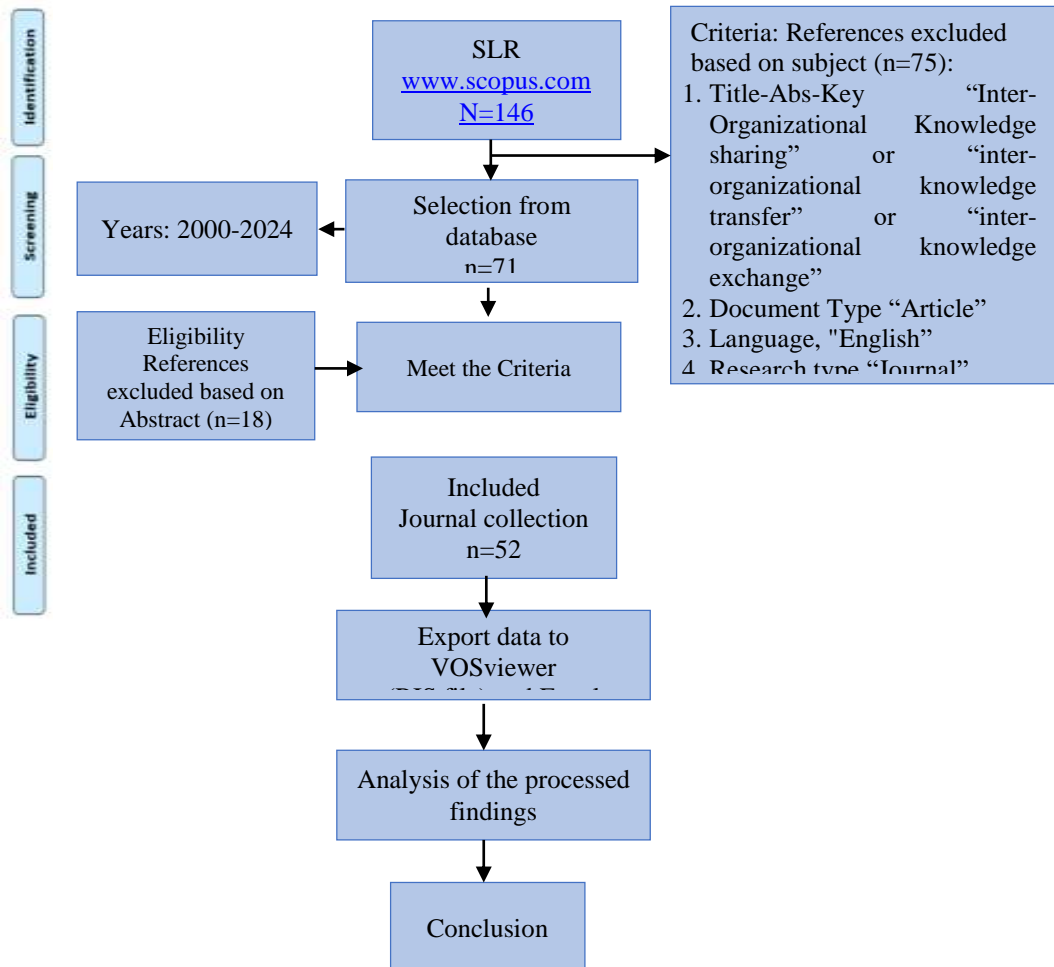 Identification
SLR
www.scopus.com
N=146
Criteria: References excluded
based on subject (n=75):
1. Title-Abs-Key “Inter-
Organizational Knowledge
sharing” or “inter-
organizational knowledge
transfer” or “inter-
organizational knowledge
exchange”
2. Document Type “Article”
3. Language, "English”
4. Research type “Journal”
Screening
Years: 2000-2024
Selection from
database
n=71
Eligibility
Eligibility
References
excluded based on
Abstract (n=18)
Meet the Criteria
Included
Included
Journal collection
n=52
Export data to
VOSviewer
Analysis of the processed
findings
Conclusion